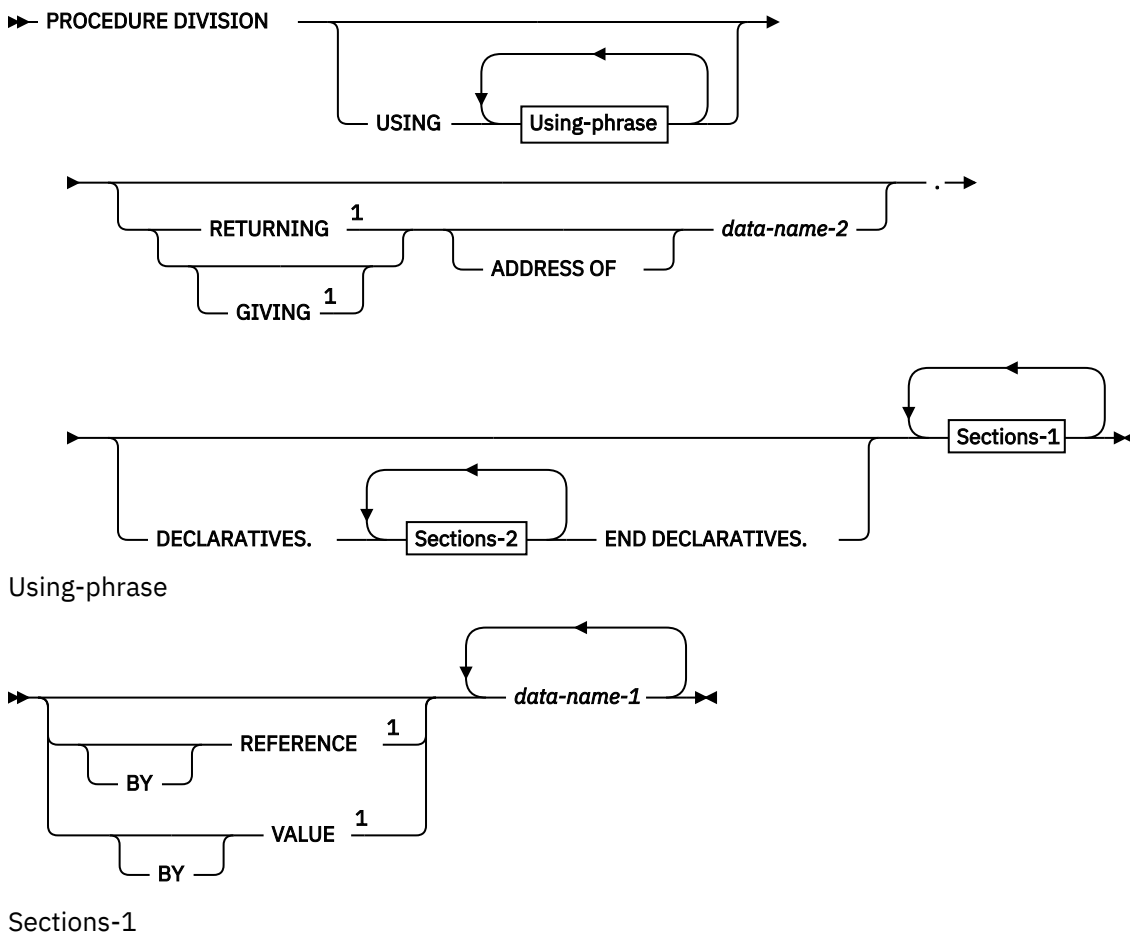 PROCEDURE DIVISION
USING Using-phrase
RETURNING 1 data-name-2 .
ADDRESS OF
GIVING 1
Sections-1
DECLARATIVES. Sections-2 END DECLARATIVES.
Using-phrase
data-name-1
REFERENCE 1
BY
VALUE 1
BY
Sections-1